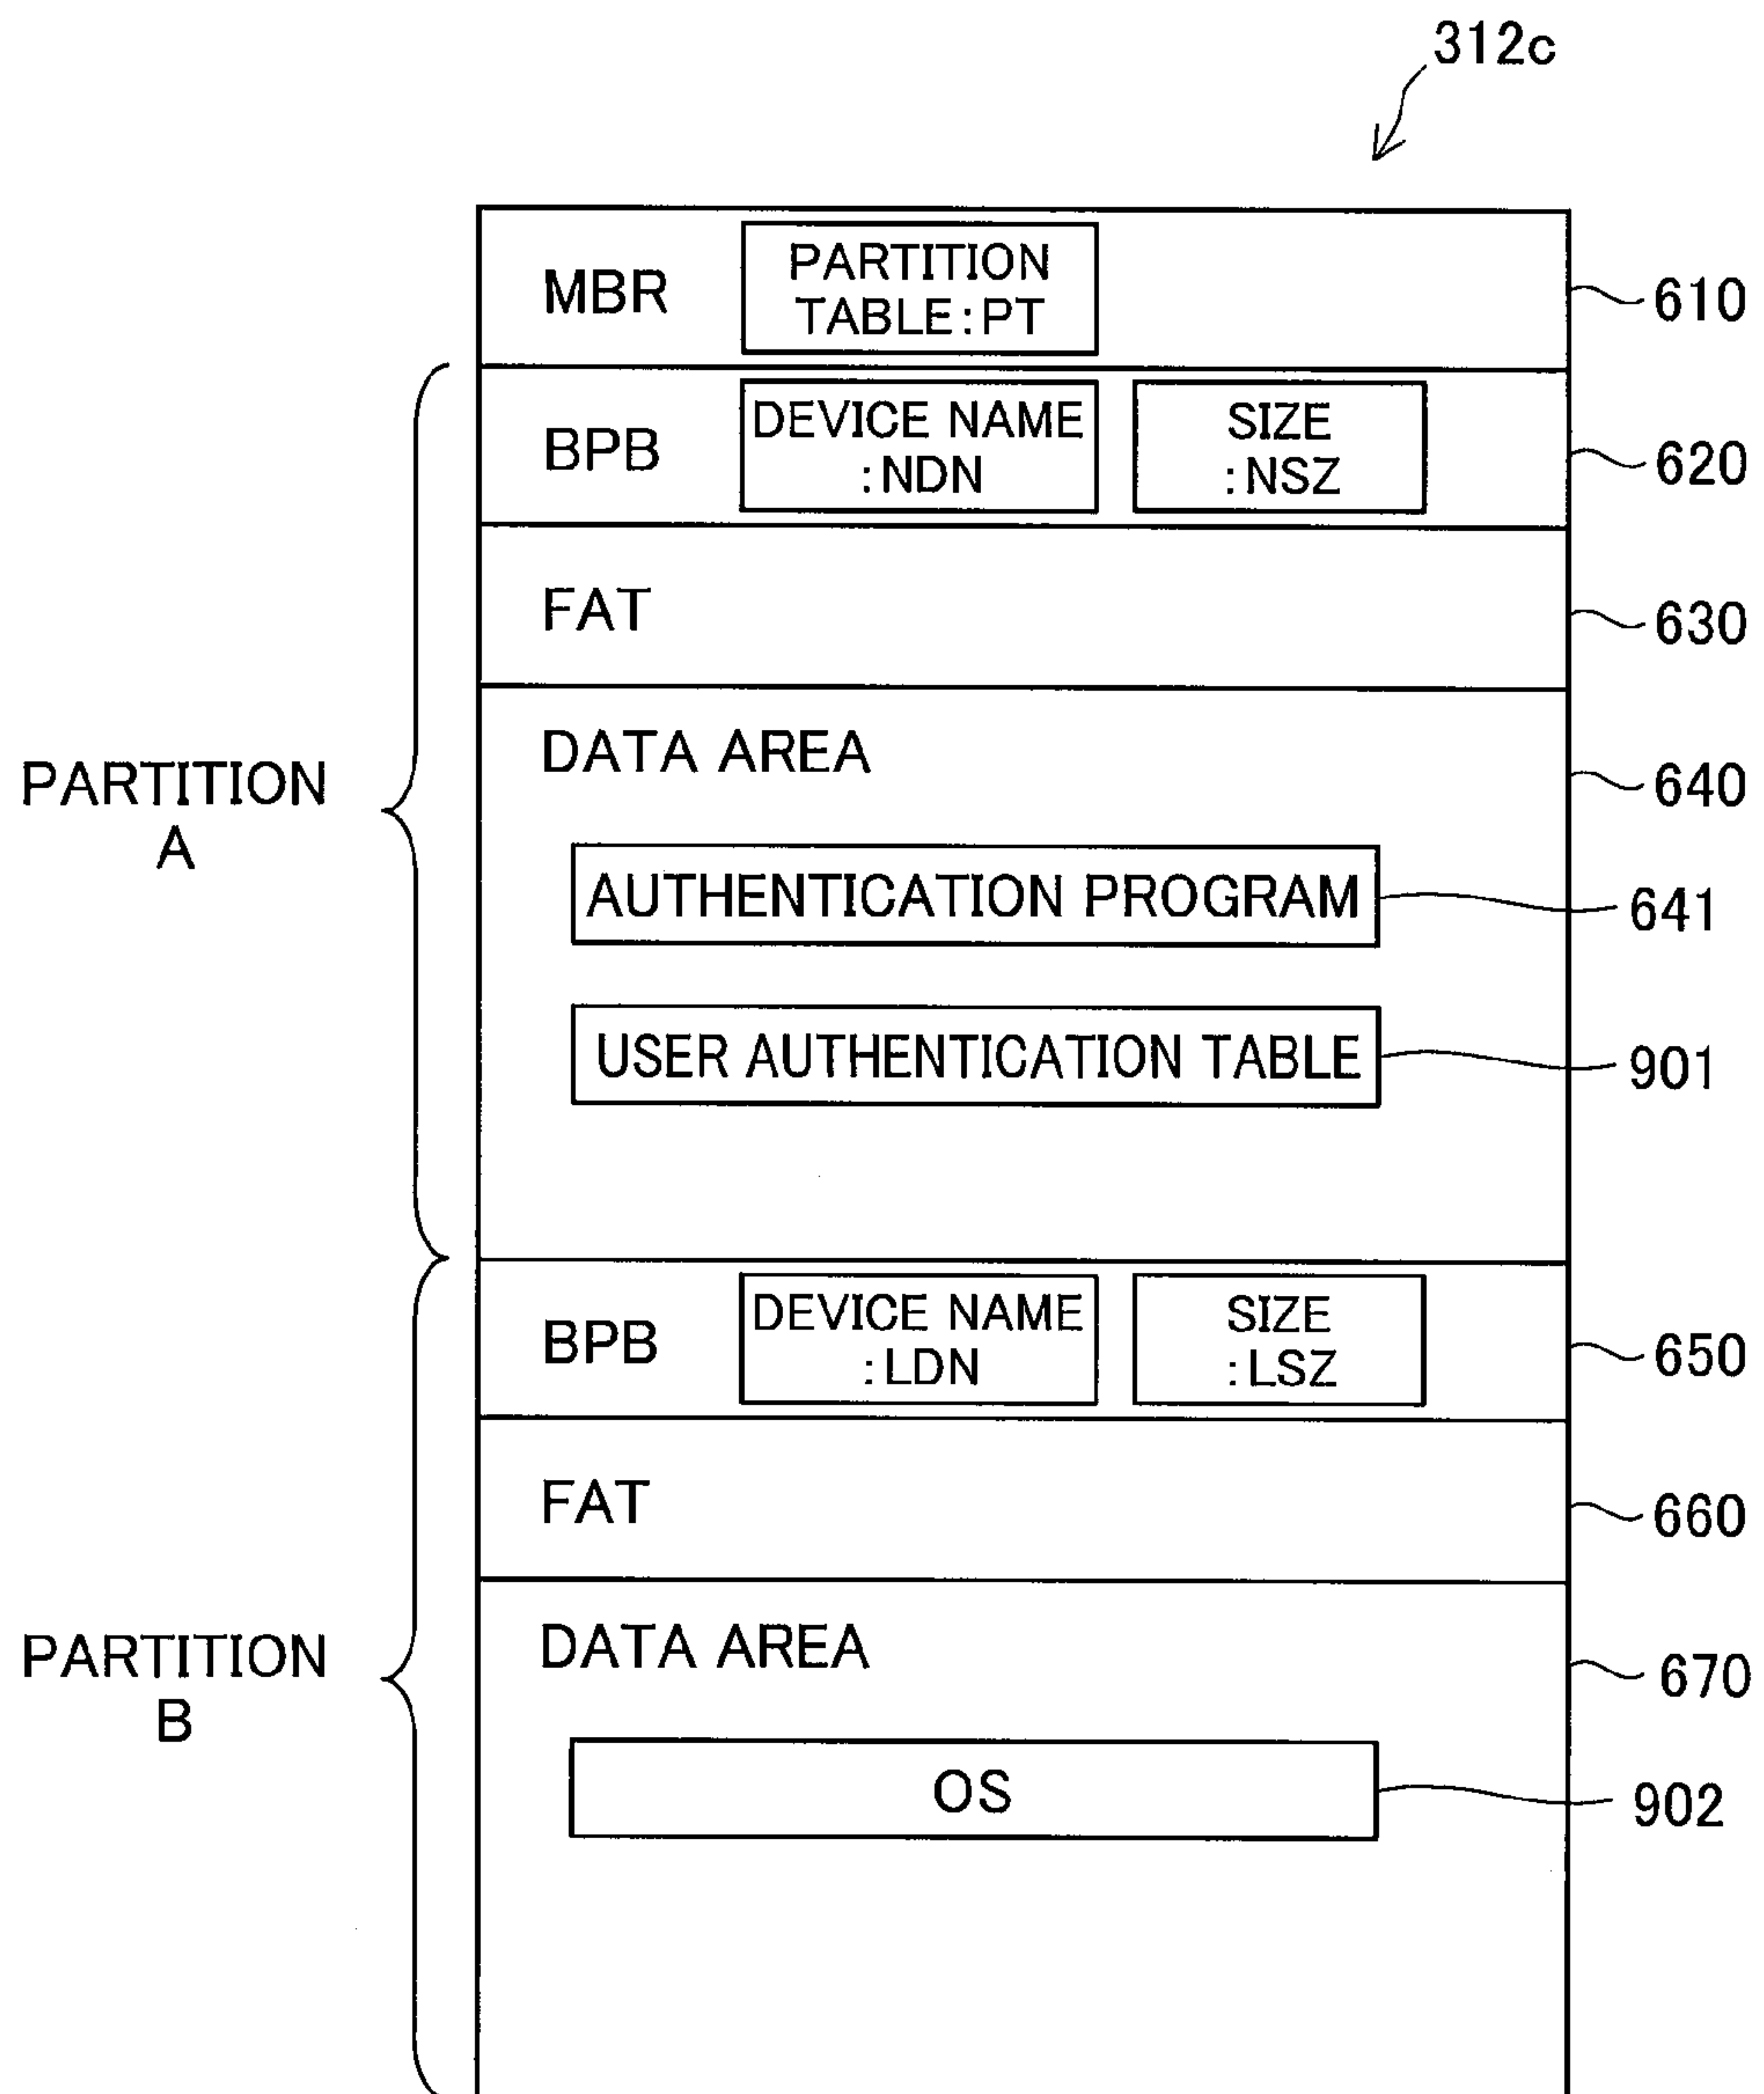 312c
MBR
PARTITION
TABLE:PT
610
BPB
DEVICE NAME
:NDN
SIZE
:NSZ
620
FAT
630
PARTITION
A
DATA AREA
640
AUTHENTICATION PROGRAM
641
USER AUTHENTICATION TABLE
901
BPB
DEVICE NAME
:LDN
SIZE
:LSZ
650
FAT
660
PARTITION
B
DATA AREA
670
OS
902